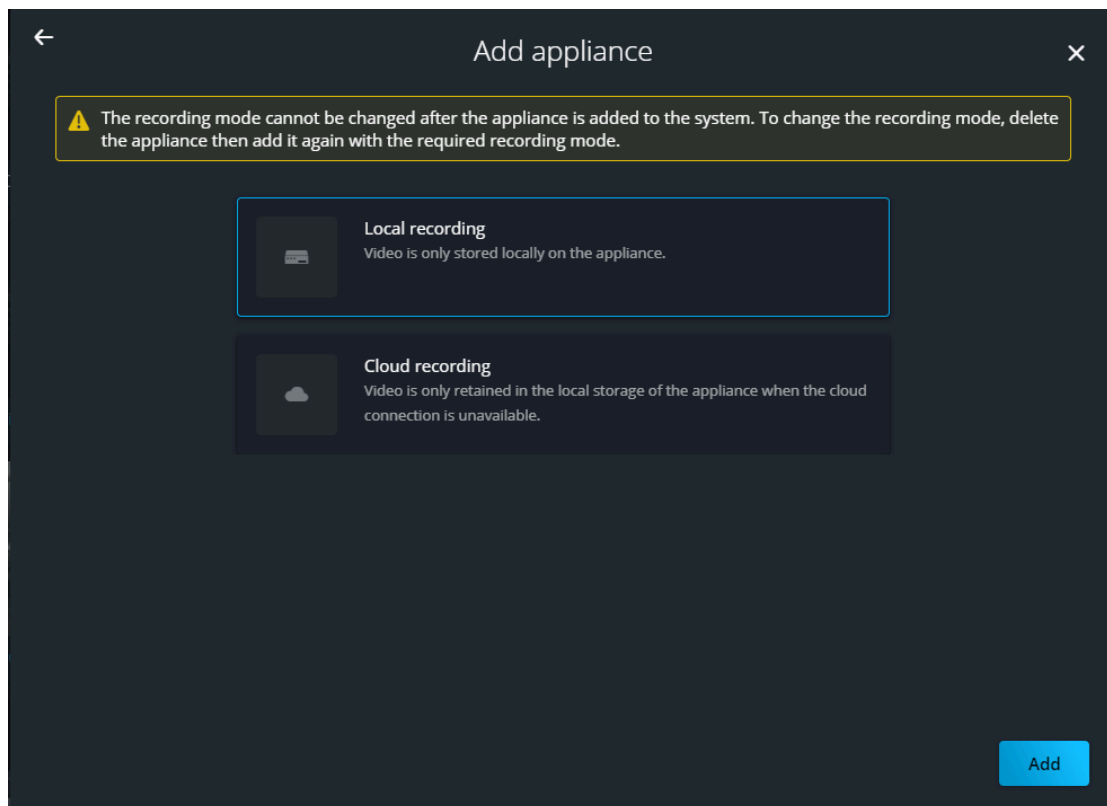 Add appliance
The recording mode cannot be changed after the appliance is added to the system. To change the recording mode, delete
the appliance then add it again with the required recording mode.
Local recording
Video is only stored locally on the appliance.
Cloud recording
Video is only retained in the local storage of the appliance when the cloud
connection is unavailable.
Add